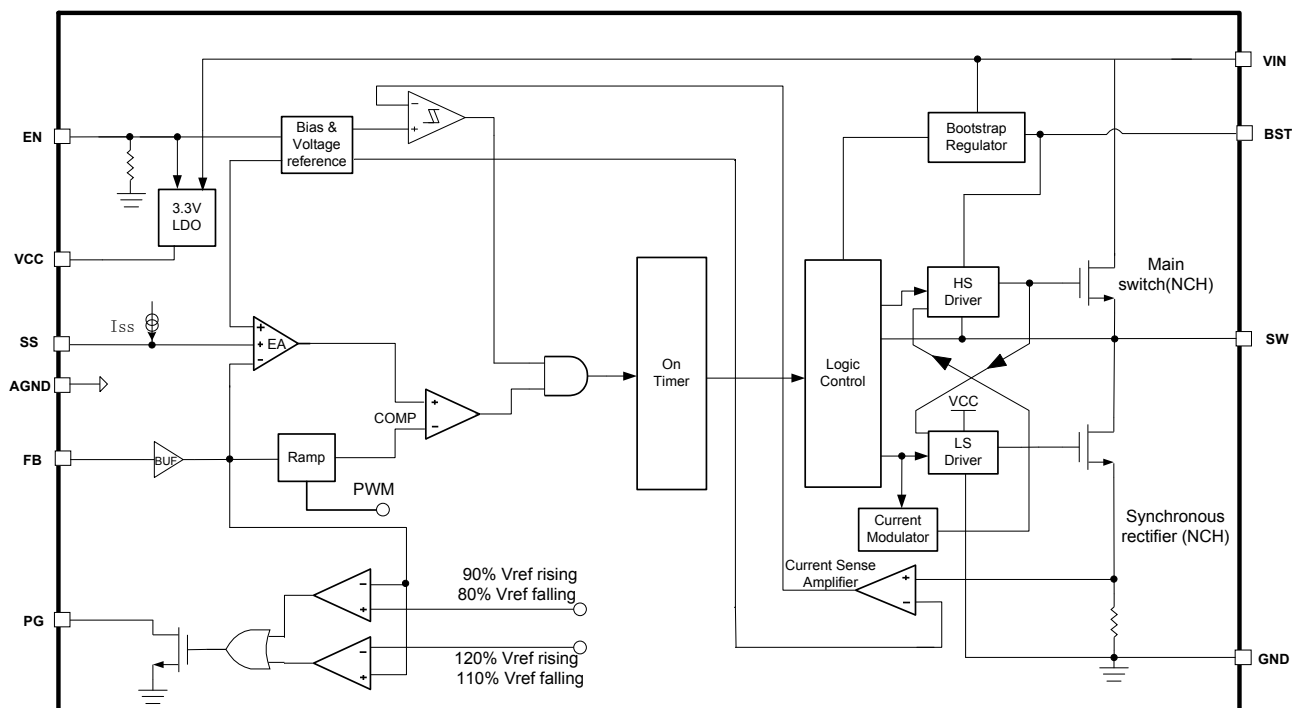 VIN
EN
Bias &
Voltage
reference
−
+
Bootstrap
Regulator
BST
3.3V
LDO
VCC
HS
Driver
Main
switch(NCH)
Iss
SS
+
+
−
EA
On
Timer
Logic
Control
SW
AGND
COMP
+
−
VCC
FB
BUF
Ramp
PWM
LS
Driver
Current
Modulator
Synchronous
rectifier (NCH)
Current Sense
Amplifier
+
−
90% Vref rising
80% Vref falling
−
+
PG
120% Vref rising
110% Vref falling
−
+
GND